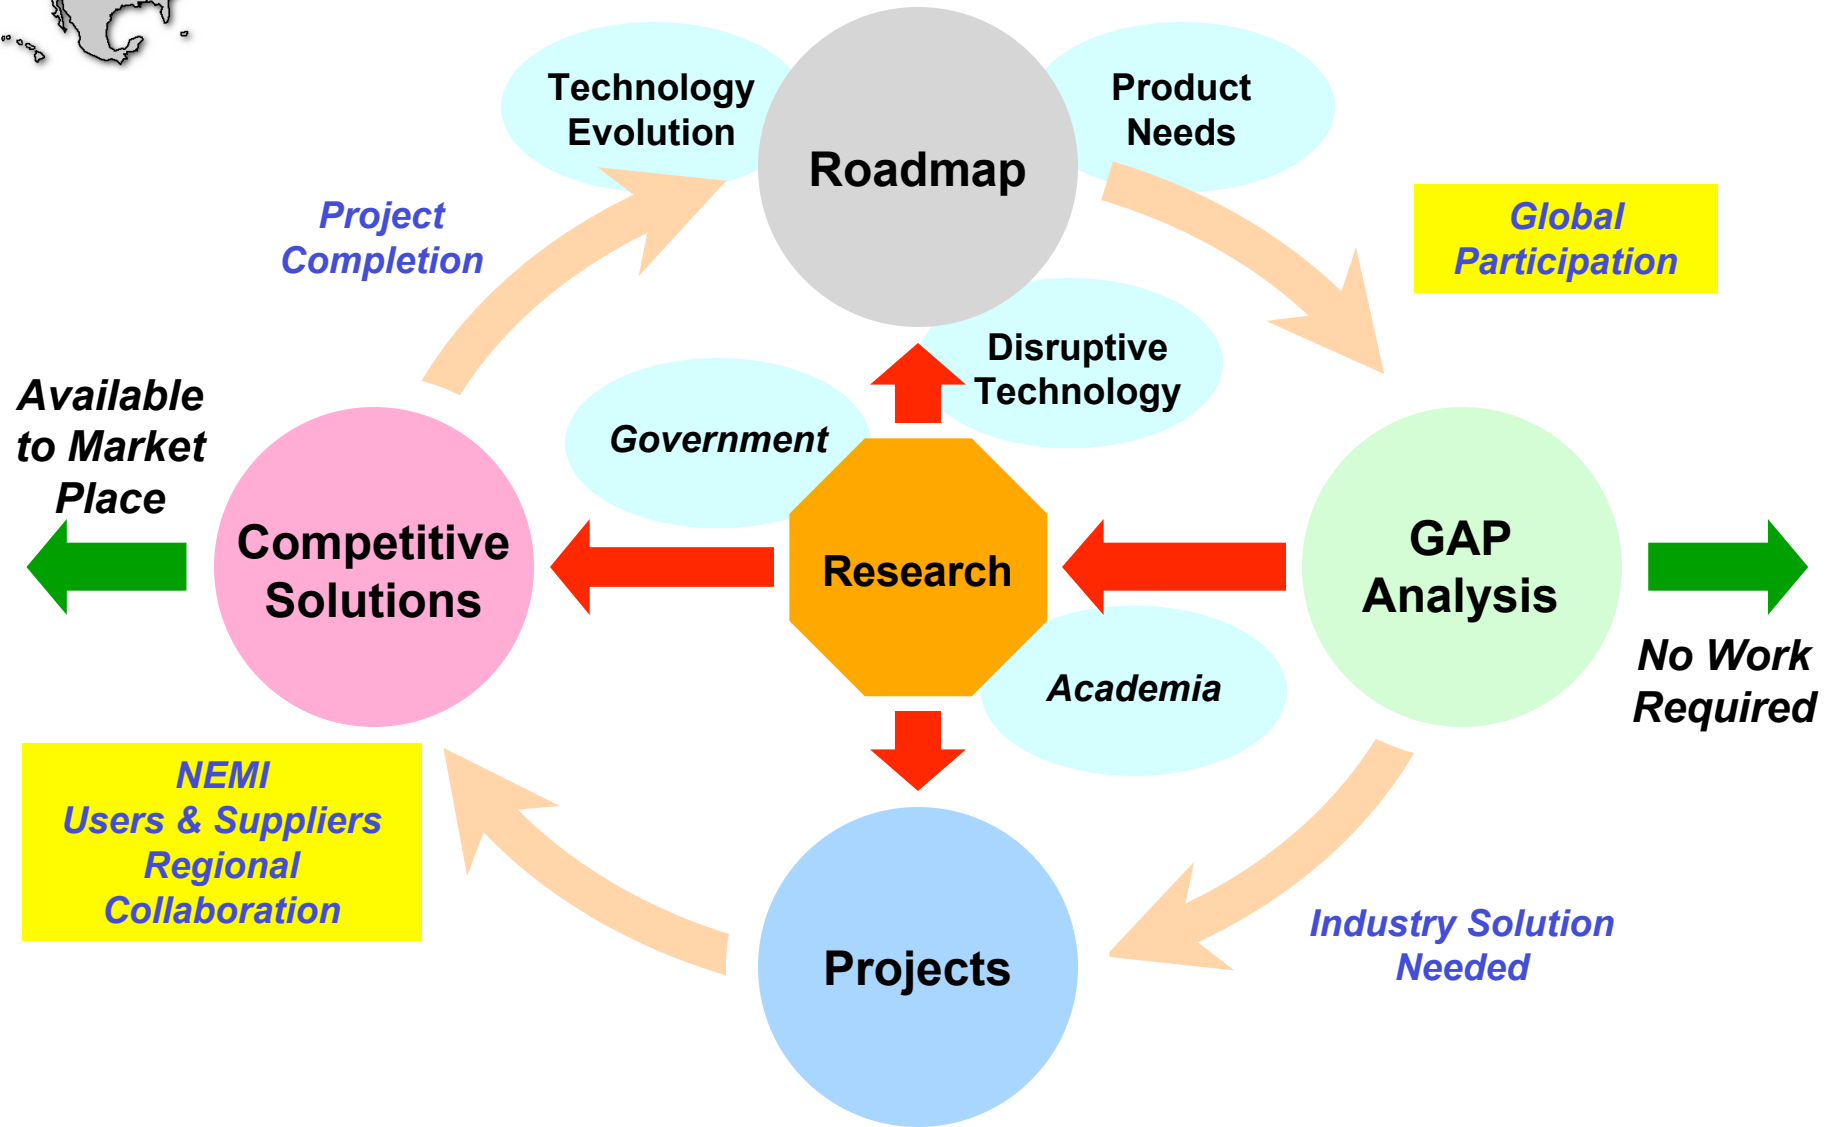 Technology
Evolution
Product
Needs
Roadmap
Project
Completion
Global
Participation
Disruptive
Technology
Available
to Market
Place
Government
Competitive
Solutions
Research
GAP
Analysis
No Work
Required
Academia
NEMI
Users & Suppliers
Regional
Collaboration
Industry Solution
Needed
Projects